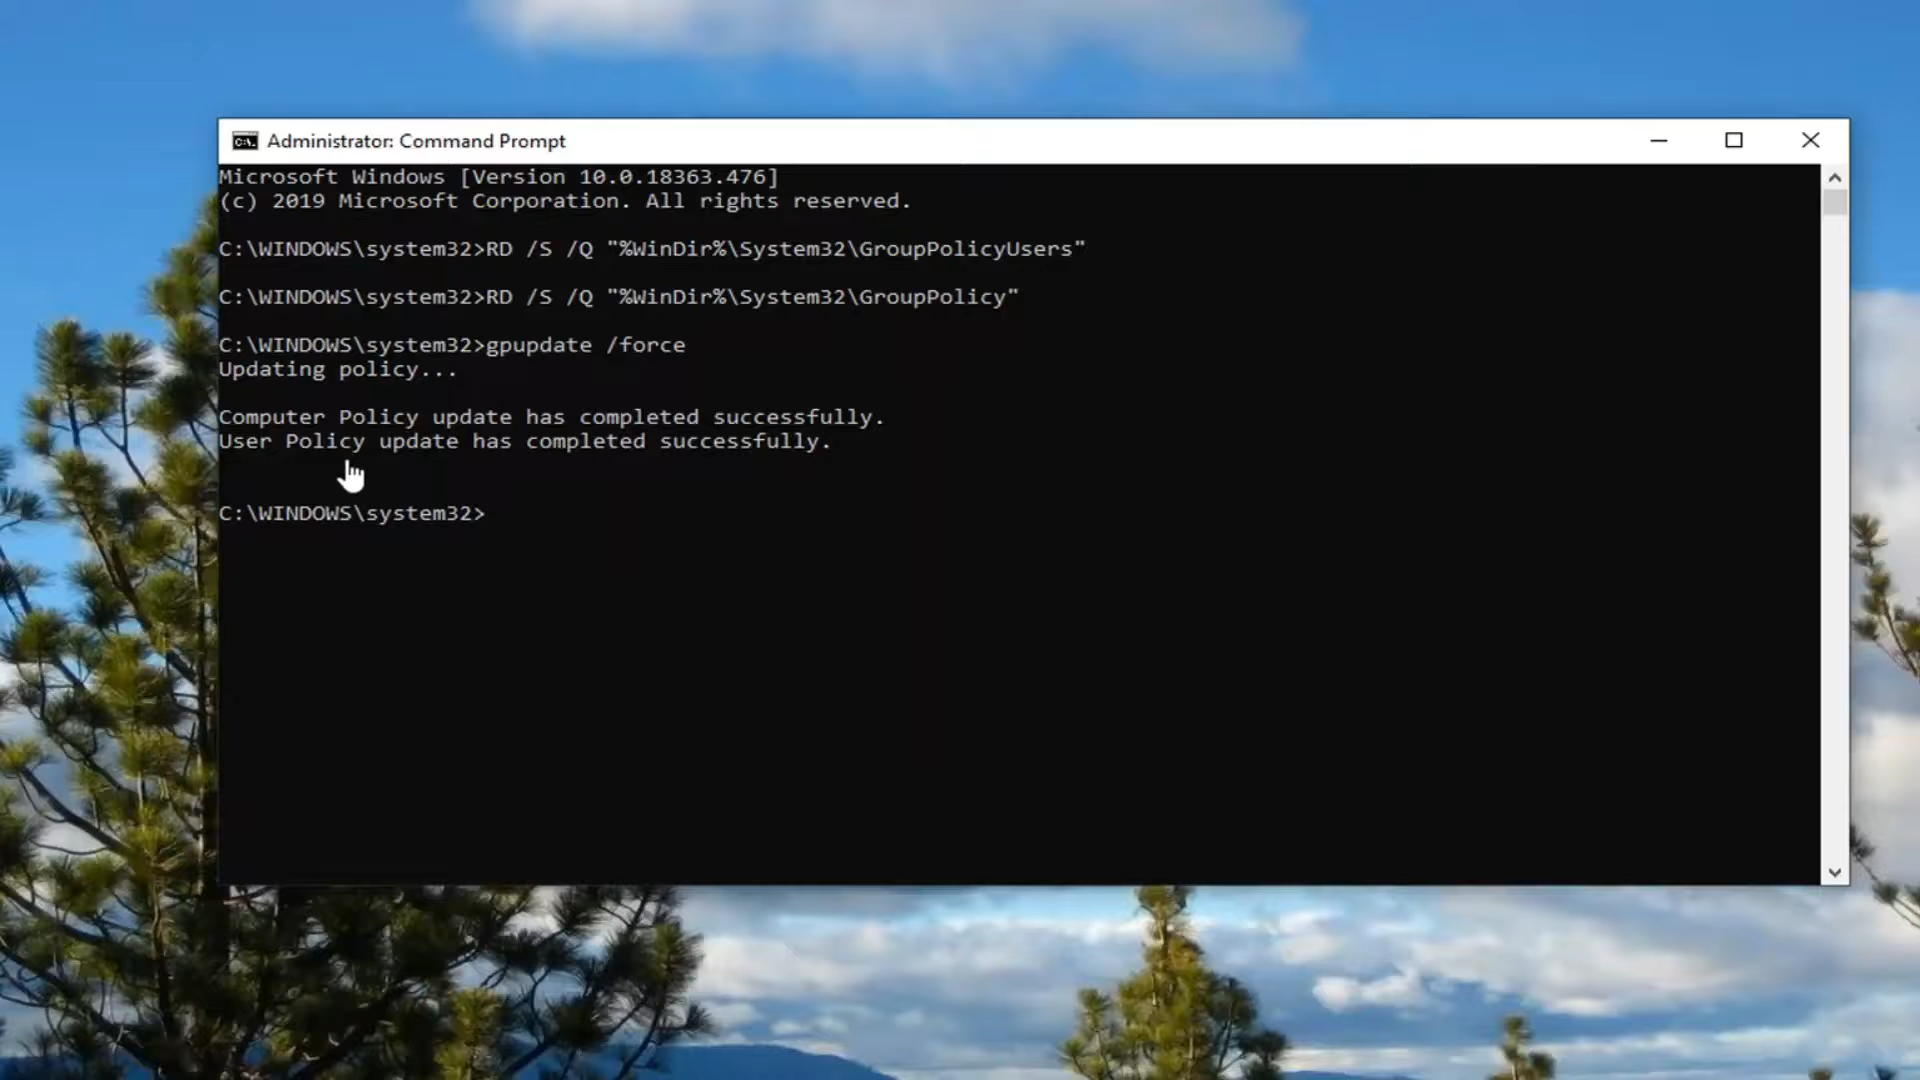 Administrator: Command Prompt
Microsoft Windows [Version 10.0.18363.476]
(c) 2019 Microsoft Corporation. All rights reserved.
C:\WINDOWS\system32>RD /S /Q "%WinDir%\System32\GroupPolicyUsers"
C:\WINDOWS\system32>RD /S /Q "%WinDir%\System32\GroupPolicy"
C:\WINDOWS\system32>gpupdate /force
Updating policy...
Computer Policy update has completed successfully.
User Policy update has completed successfully.
C:\WINDOWS\system32>